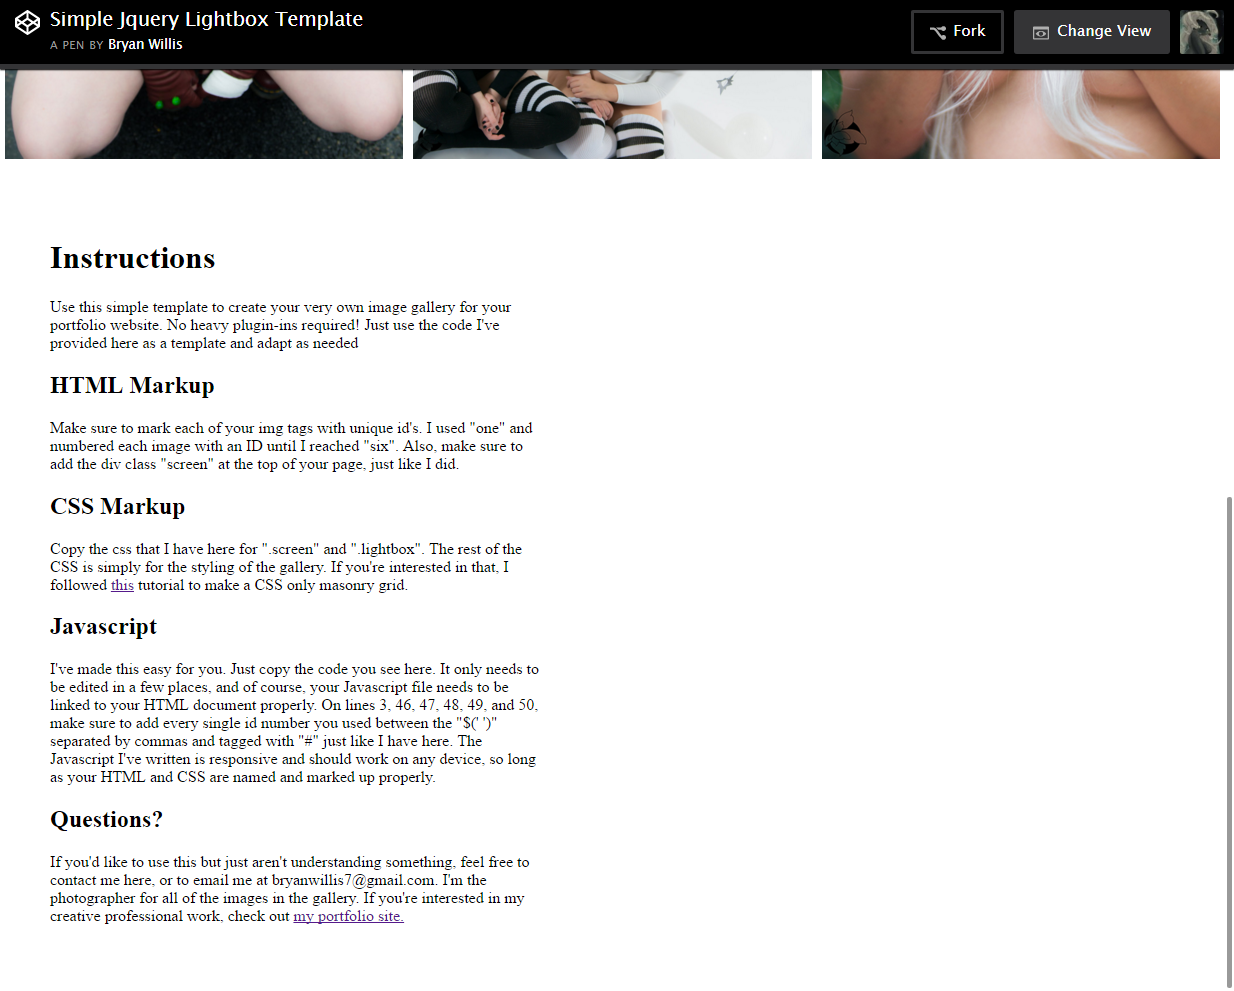 Simple Jquery Lightbox Template
A PEN BY Bryan Willis
Fork
Change View
Instructions
Use this simple template to create your very own image gallery for your
portfolio website. No heavy plugin-ins required! Just use the code I've
provided here as a template and adapt as needed
HTML Markup
Make sure to mark each of your img tags with unique id's. I used "one" and
numbered each image with an ID until I reached "six". Also, make sure to
add the div class "screen" at the top of your page, just like I did.
CSS Markup
Copy the css that I have here for ".screen" and ".lightbox". The rest of the
CSS is simply for the styling of the gallery. If you're interested in that, I
followed this tutorial to make a CSS only masonry grid.
Javascript
I've made this easy for you. Just copy the code you see here. It only needs to
be edited in a few places, and of course, your Javascript file needs to be
linked to your HTML document properly. On lines 3, 46, 47, 48, 49, and 50,
make sure to add every single id number you used between the "$(' ')"
separated by commas and tagged with "#" just like I have here. The
Javascript I've written is responsive and should work on any device, so long
as your HTML and CSS are named and marked up properly.
Questions?
If you'd like to use this but just aren't understanding something, feel free to
contact me here, or to email me at bryanwillis7@gmail.com. I'm the
photographer for all of the images in the gallery. If you're interested in my
creative professional work, check out my portfolio site.